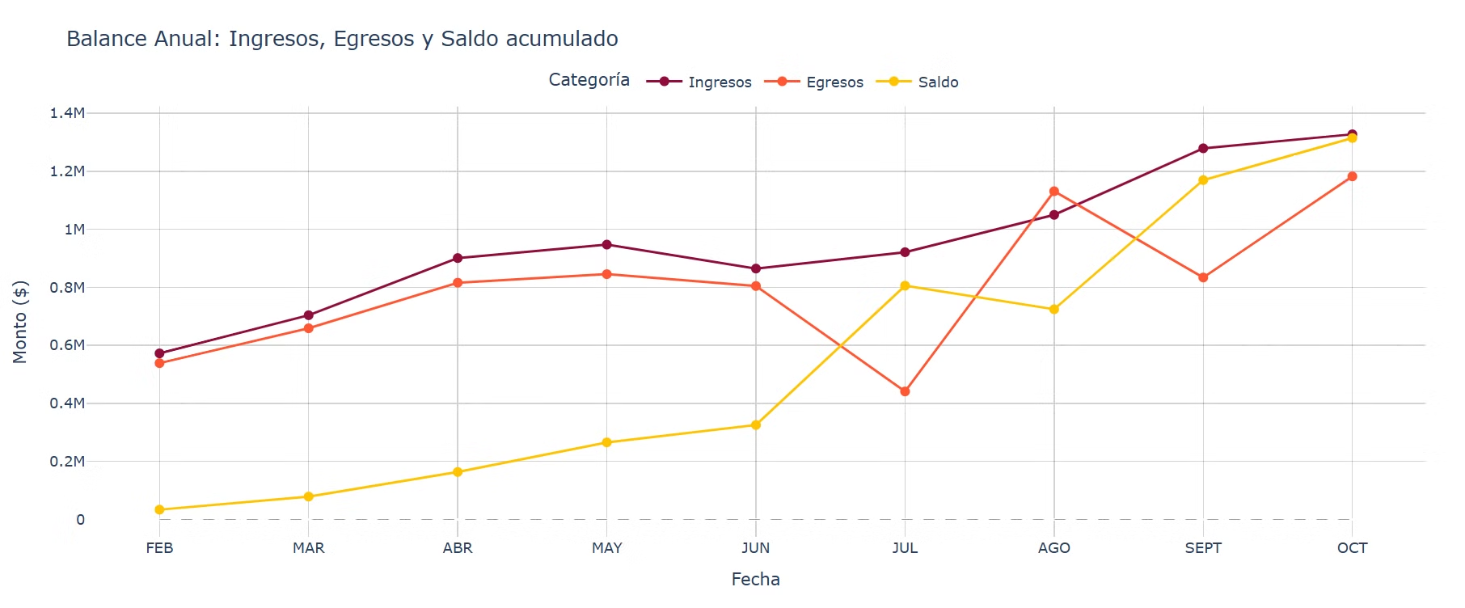 Balance Anual: Ingresos, Egresos y Saldo acumulado
Categoría Ingresos Egresos Saldo
1.4M
1.2M
1M
0.8M
0.6M
0.4M
0.2M
0
Monto ($)
FEB MAR ABR MAY JUN JUL AGO SEPT OCT
Fecha